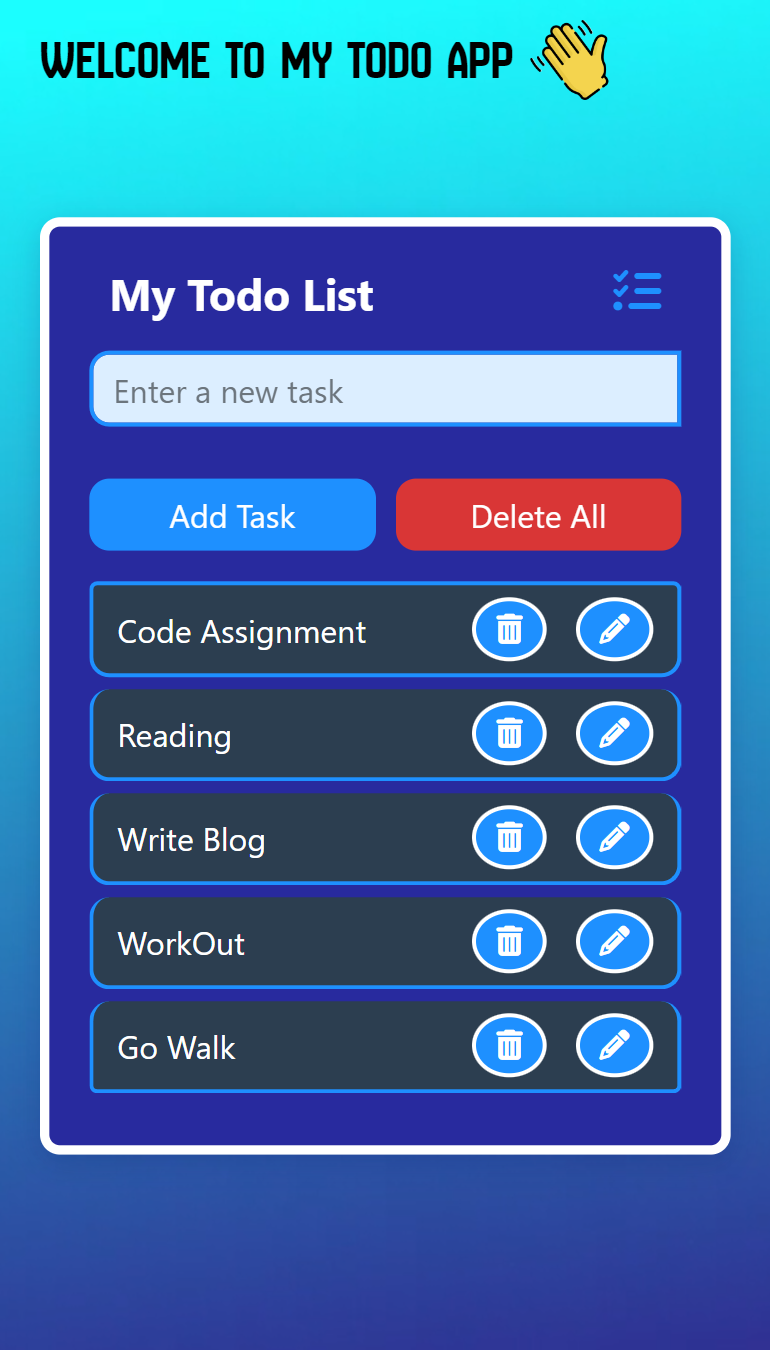 WELCOME TO MY TODO APP
My Todo List
Enter a new task
Add Task
Delete All
Code Assignment
Reading
Write Blog
WorkOut
Go Walk